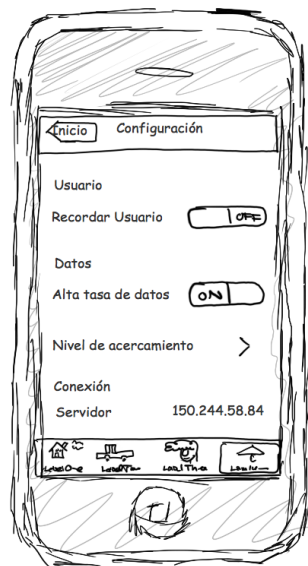 Inicio Configuración
Usuario
Recordar Usuario OFF
Datos
Alta tasa de datos ON
Nivel de acercamiento >
Conexión
Servidor 150.244.58.84